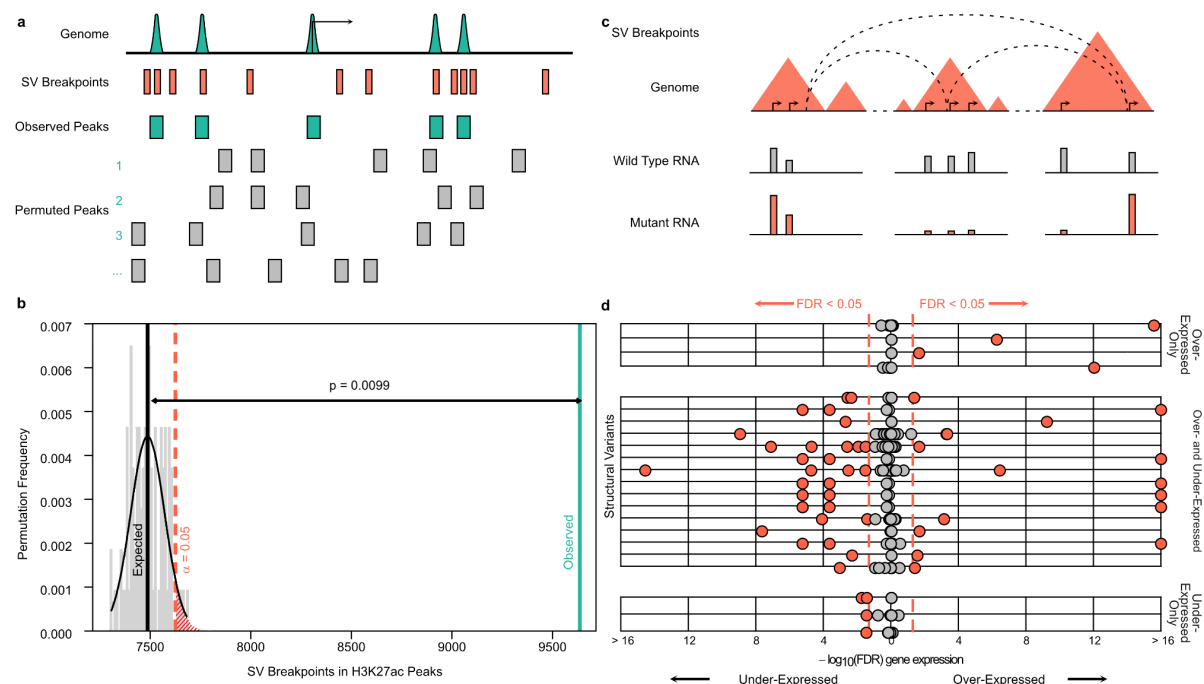 a
Genome
SV Breakpoints
Observed Peaks
1
2
Permuted Peaks
3
...
b
Permutation Frequency
0.007
0.006
0.005
0.004
0.003
0.002
0.001
0.000
p = 0.0099
Expected
α = 0.05
Observed
7500 8000 8500 9000 9500
SV Breakpoints in H3K27ac Peaks
c
SV Breakpoints
Genome
Wild Type RNA
Mutant RNA
d
FDR < 0.05 FDR < 0.05
Structural Variants
Over-
Expressed
Only
Over- and Under-Expressed
Under-
Expressed
Only
> 16 12 8 4 0 4 8 12 > 16
− log10(FDR) gene expression
Under-Expressed Over-Expressed